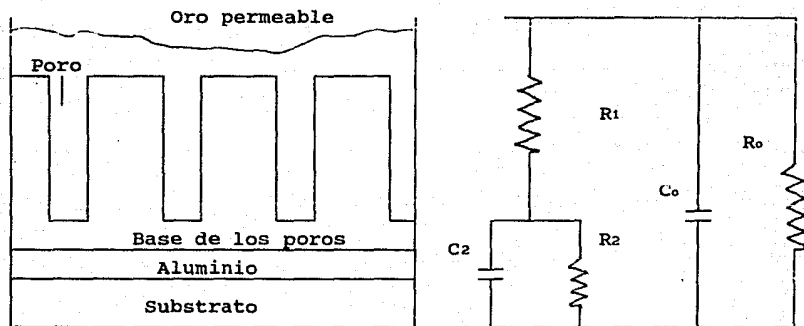 Oro permeable
Poro
Base de los poros
Aluminio
Substrato
R1
Ro
Co
C2
R2